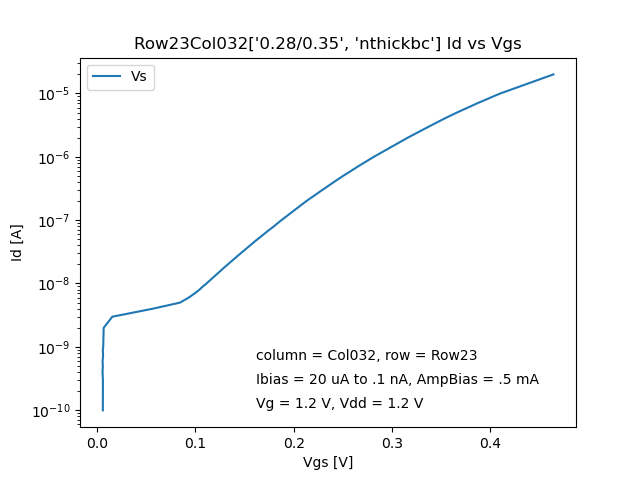 Row23Col032['0.28/0.35', 'nthickbc'] Id vs Vgs
Vs
10⁻⁵
10⁻⁶
10⁻⁷
10⁻⁸
10⁻⁹
10⁻¹⁰
Id [A]
column = Col032, row = Row23
Ibias = 20 uA to .1 nA, AmpBias = .5 mA
Vg = 1.2 V, Vdd = 1.2 V
0.0 0.1 0.2 0.3 0.4
Vgs [V]